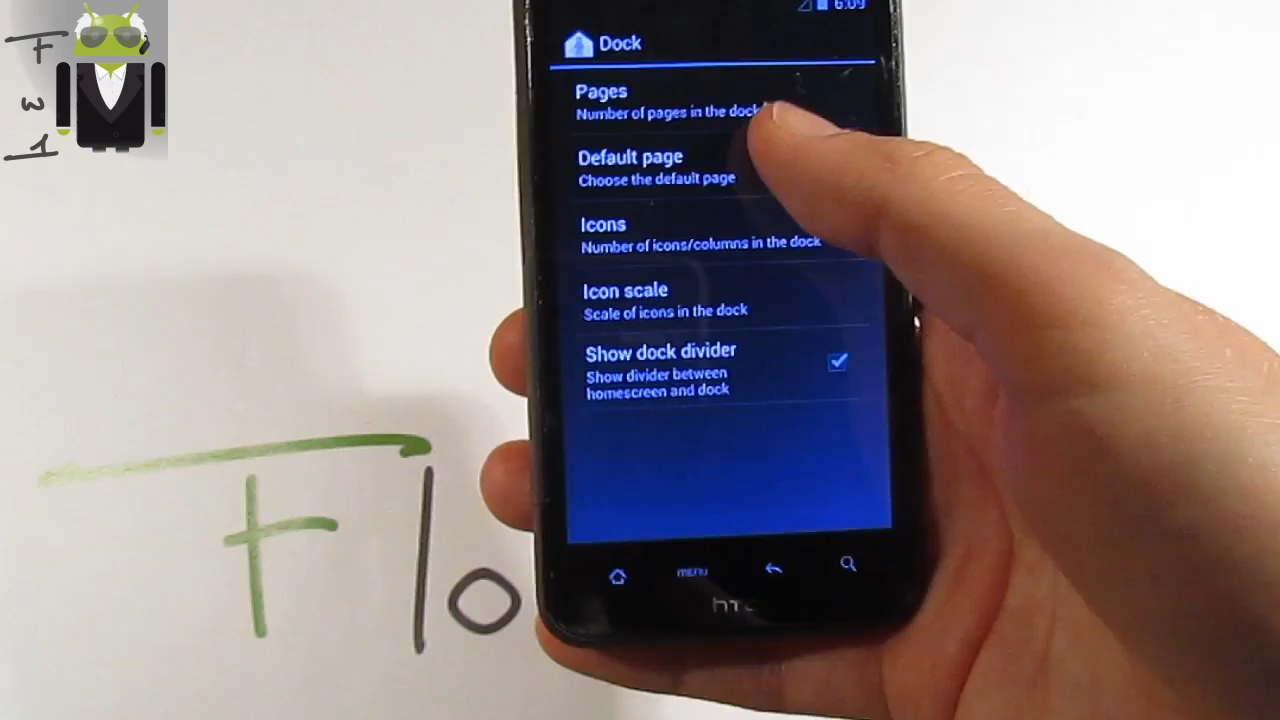 F
W
1
6:09
Dock
Pages
Number of pages in the dock
Default page
Choose the default page
Icons
Number of icons/columns in the dock
Icon scale
Scale of icons in the dock
Show dock divider
Show divider between
homescreen and dock
MENU
hTC
Flo